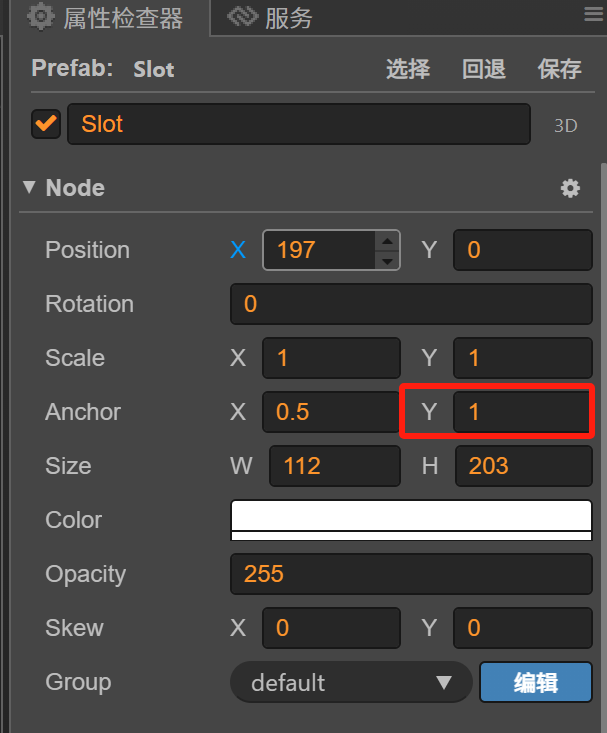 属性检查器 服务
Prefab: Slot 选择 回退 保存
Slot 3D
Node
Position X 197 Y 0
Rotation 0
Scale X 1 Y 1
Anchor X 0.5 Y 1
Size W 112 H 203
Color
Opacity 255
Skew X 0 Y 0
Group default 编辑